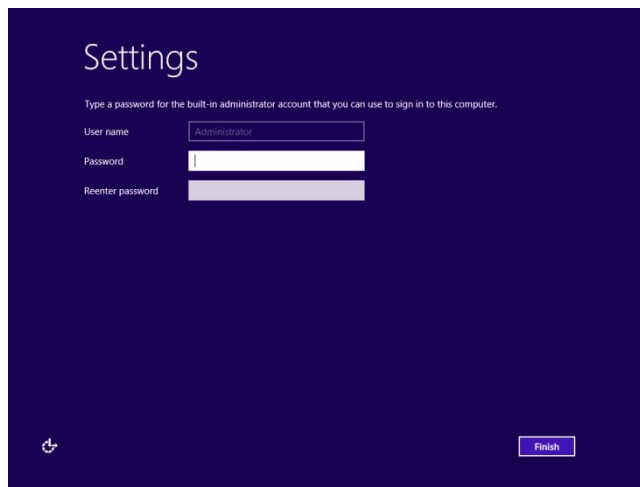 Settings
Type a password for the built-in administrator account that you can use to sign in to this computer.
User name
Administrator
Password
Reenter password
Finish